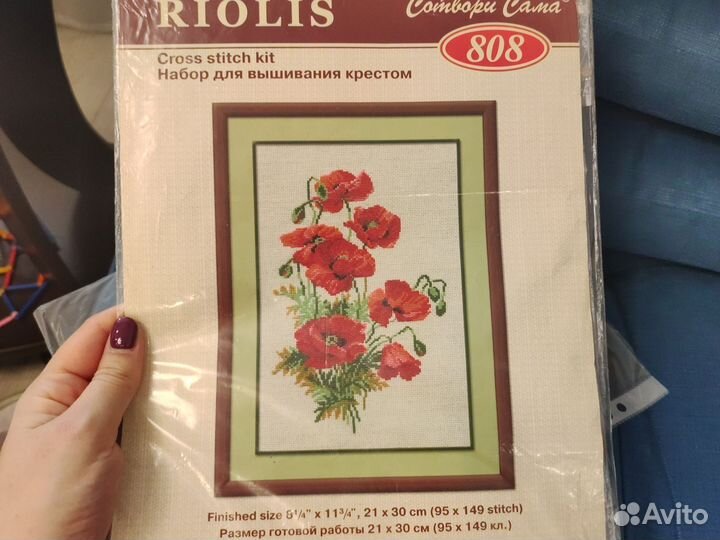 RIOLIS
Сотвори Сама®
808
Cross stitch kit
Набор для вышивания крестом
Finished size 8¼" x 11¾", 21 x 30 cm (95 x 149 stitch)
Размер готовой работы 21 x 30 см (95 x 149 кл.)
Avito